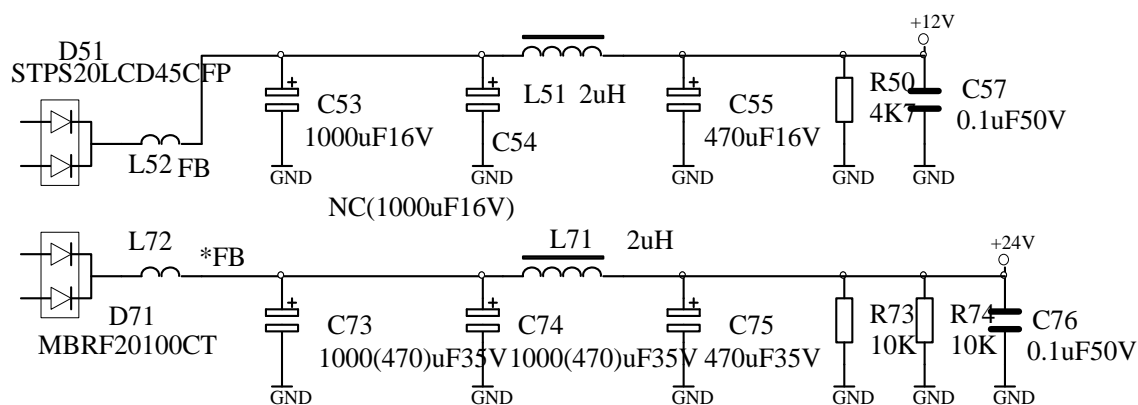 +12V
D51
STPS20LCD45CFP
C53
1000uF16V
L51 2uH
C54
C55
470uF16V
R50
4K7
C57
0.1uF50V
L52 FB
GND
GND
GND
GND
GND
NC(1000uF16V)
L72
*FB
L71 2uH
+24V
D71
MBRF20100CT
C73
1000(470)uF35V
C74
1000(470)uF35V
C75
470uF35V
R73
10K
R74
10K
C76
0.1uF50V
GND
GND
GND
GND
GND
GND